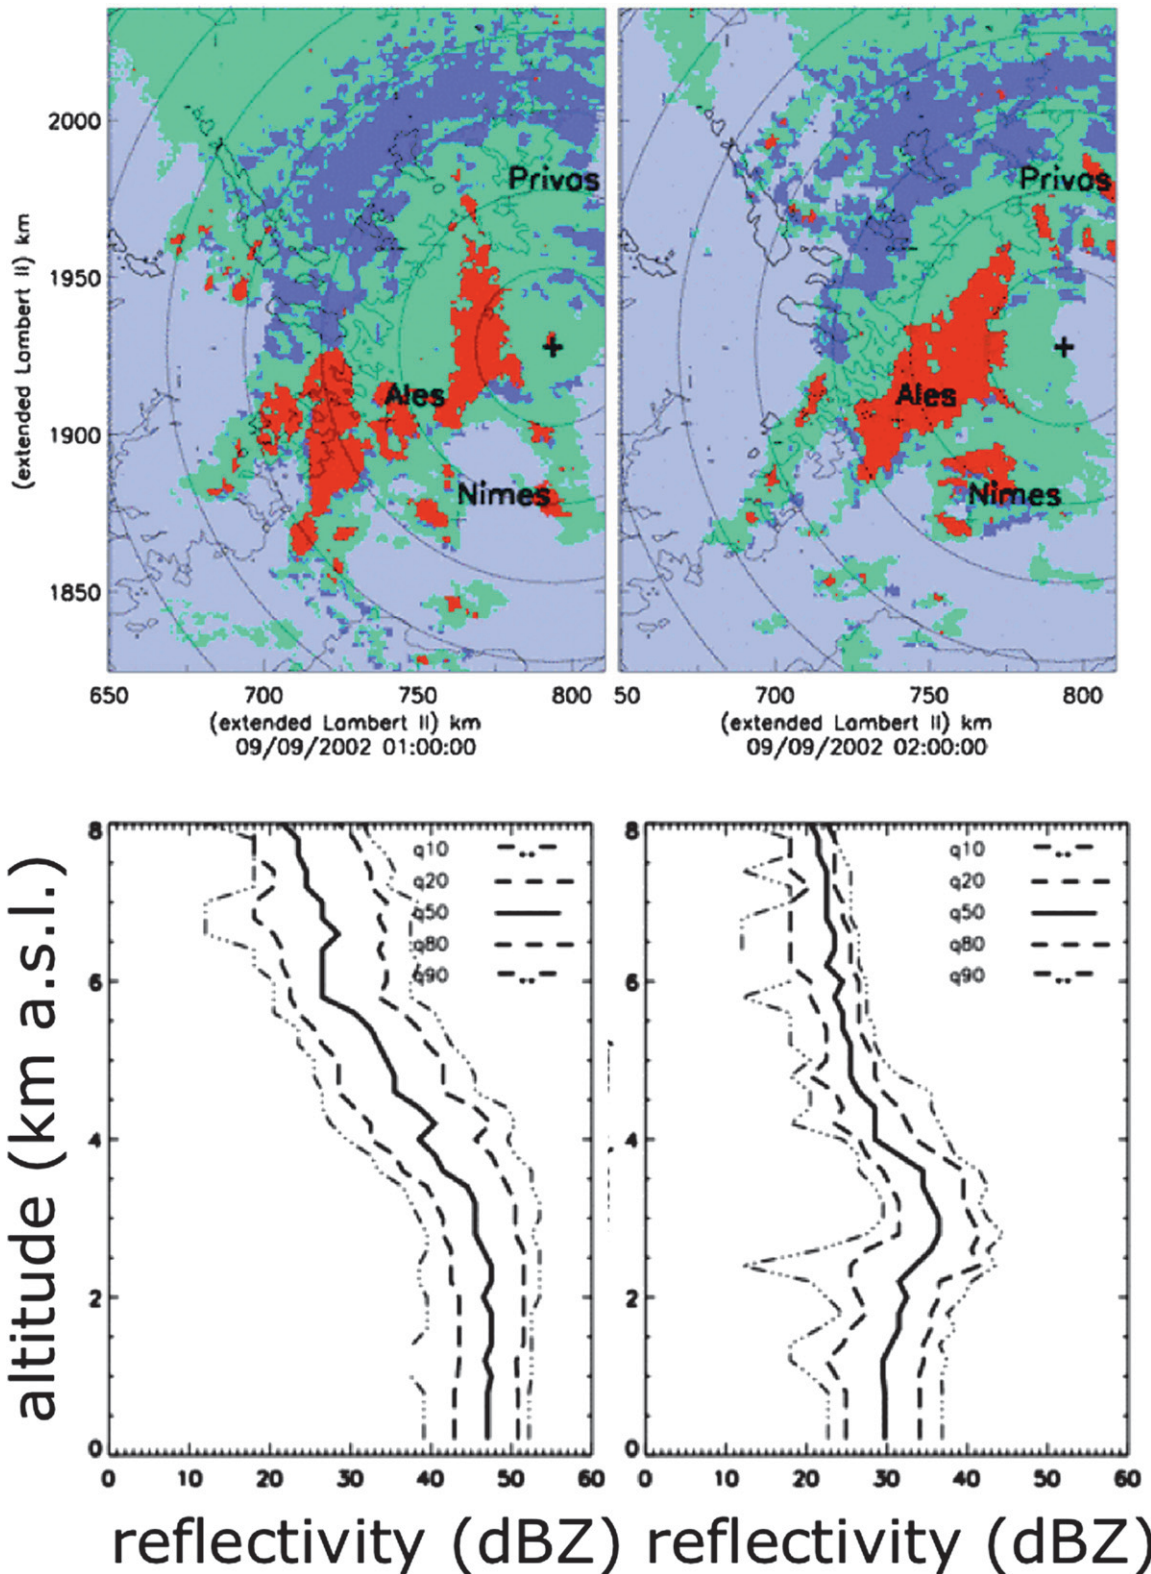 2000
1950
1900
1850
(extended Lambert II) km
Privas
Ales
Nimes
650 700 750 800
(extended Lambert II) km
09/09/2002 01:00:00
Privas
Ales
Nimes
50 700 750 800
(extended Lambert II) km
09/09/2002 02:00:00
altitude (km a.s.l.)
8
6
4
2
0
q10
q20
q50
q80
q90
0 10 20 30 40 50 60
reflectivity (dBZ)
8
6
4
2
0
q10
q20
q50
q80
q90
0 10 20 30 40 50 60
reflectivity (dBZ)